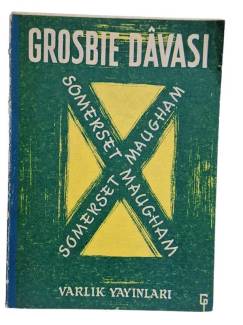 GROSBIE DÂVASI
SOMERSET MAUGHAM
SOMERSET MAUGHAM
VARLIK YAYINLARI